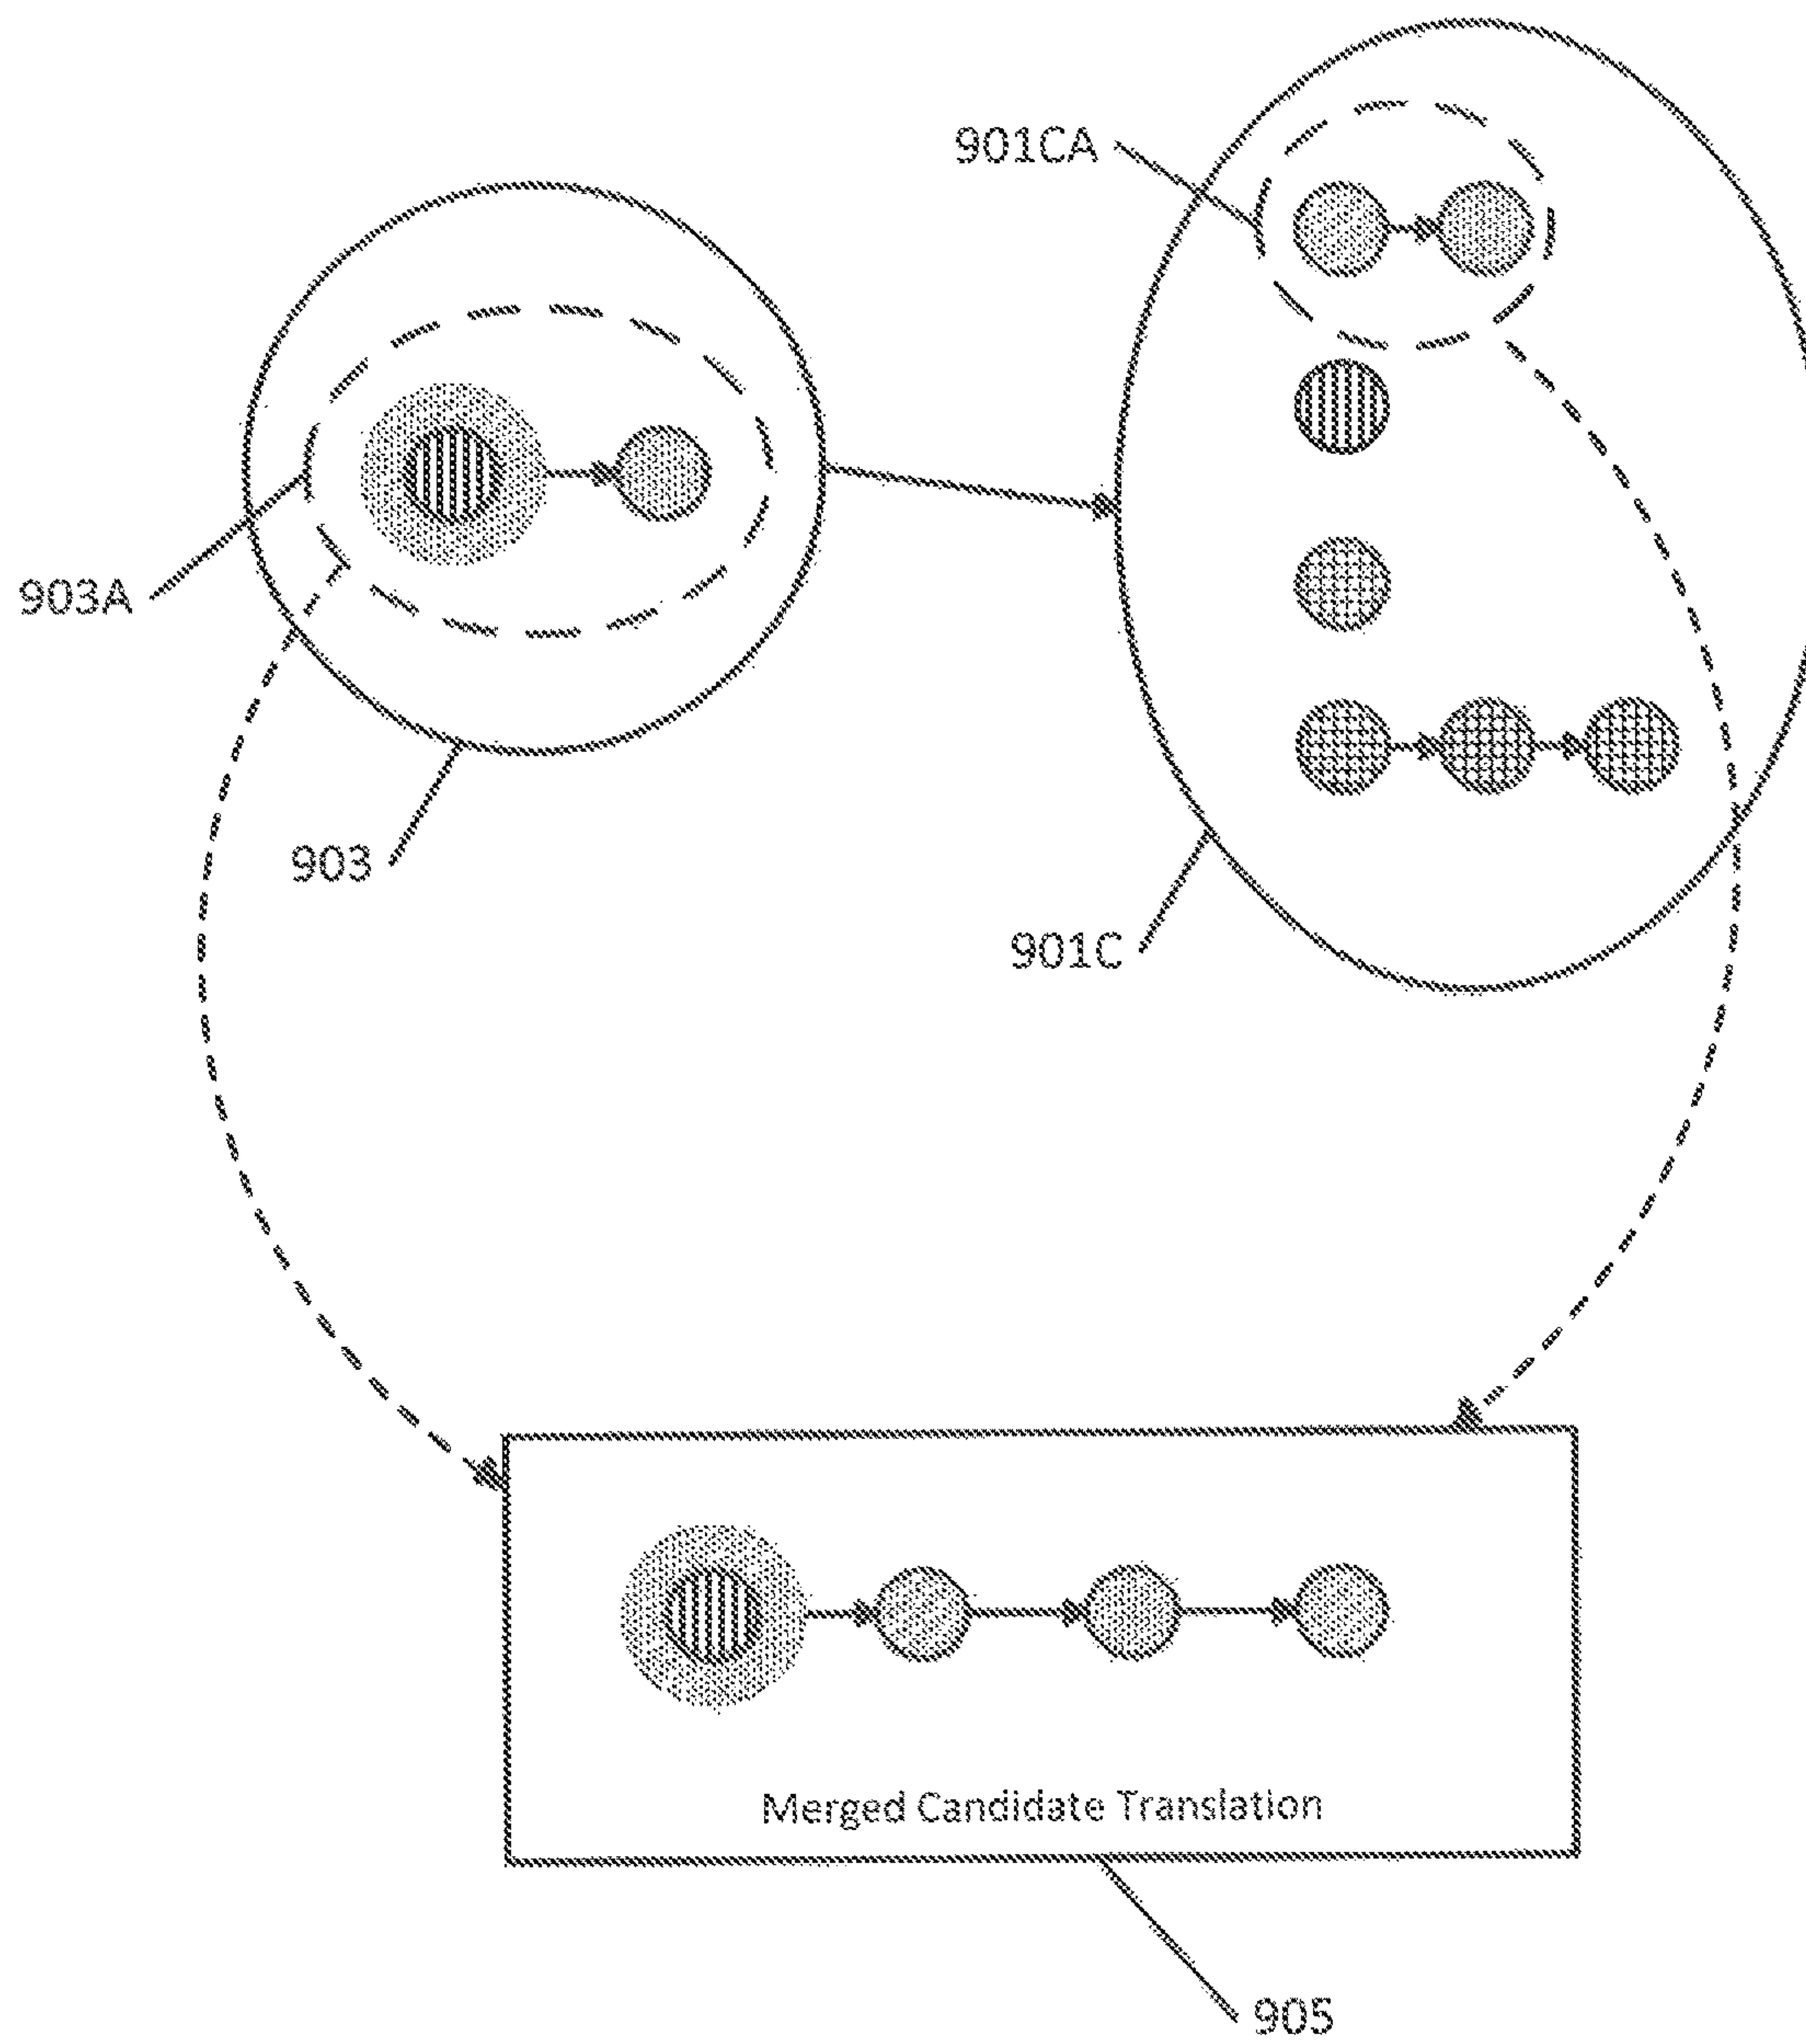 901CA
903A
903
901C
Merged Candidate Translation
905